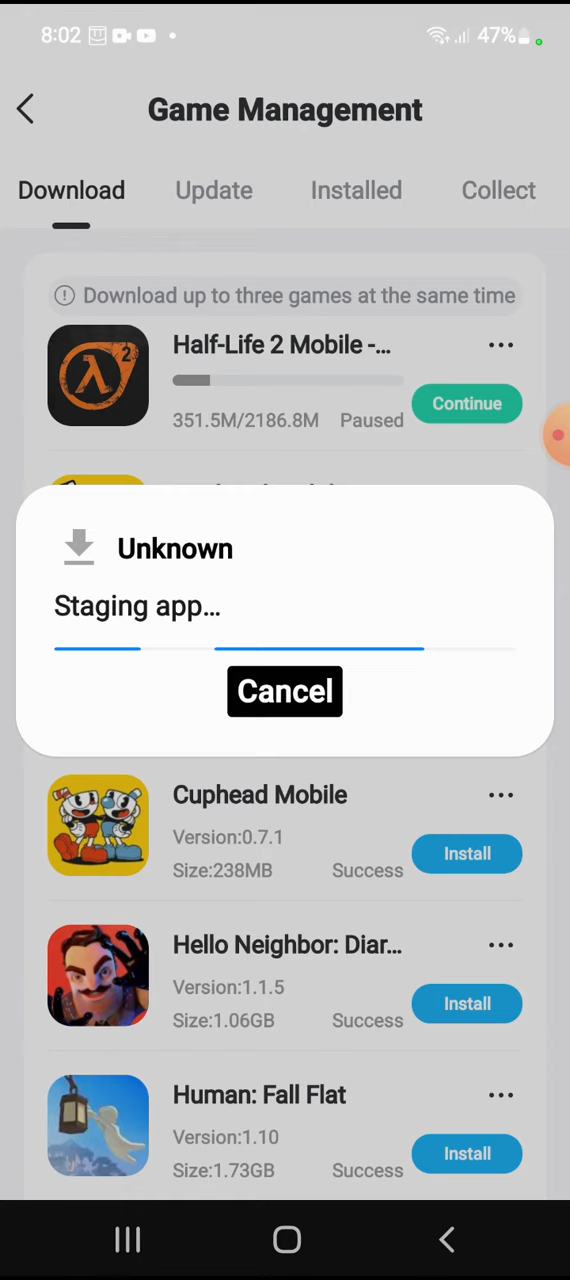 8:02
47%
Game Management
Download Update Installed Collect
Download up to three games at the same time
2
Half-Life 2 Mobile -...
351.5M/2186.8M Paused
Continue
Unknown
Staging app...
Cancel
Cuphead Mobile
Version:0.7.1
Size:238MB Success
Install
Hello Neighbor: Diar...
Version:1.1.5
Size:1.06GB Success
Install
Human: Fall Flat
Version:1.10
Size:1.73GB Success
Install